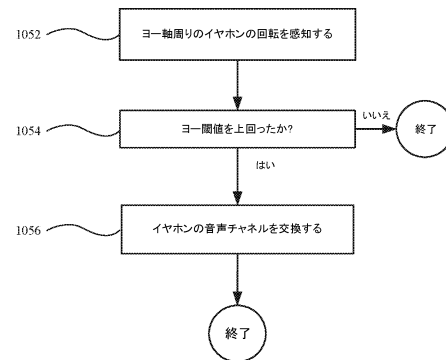 1052
ヨー軸周りのイヤホンの回転を感知する
1054
ヨー閾値を上回ったか?
いいえ
終了
はい
1056
イヤホンの音声チャネルを交換する
終了